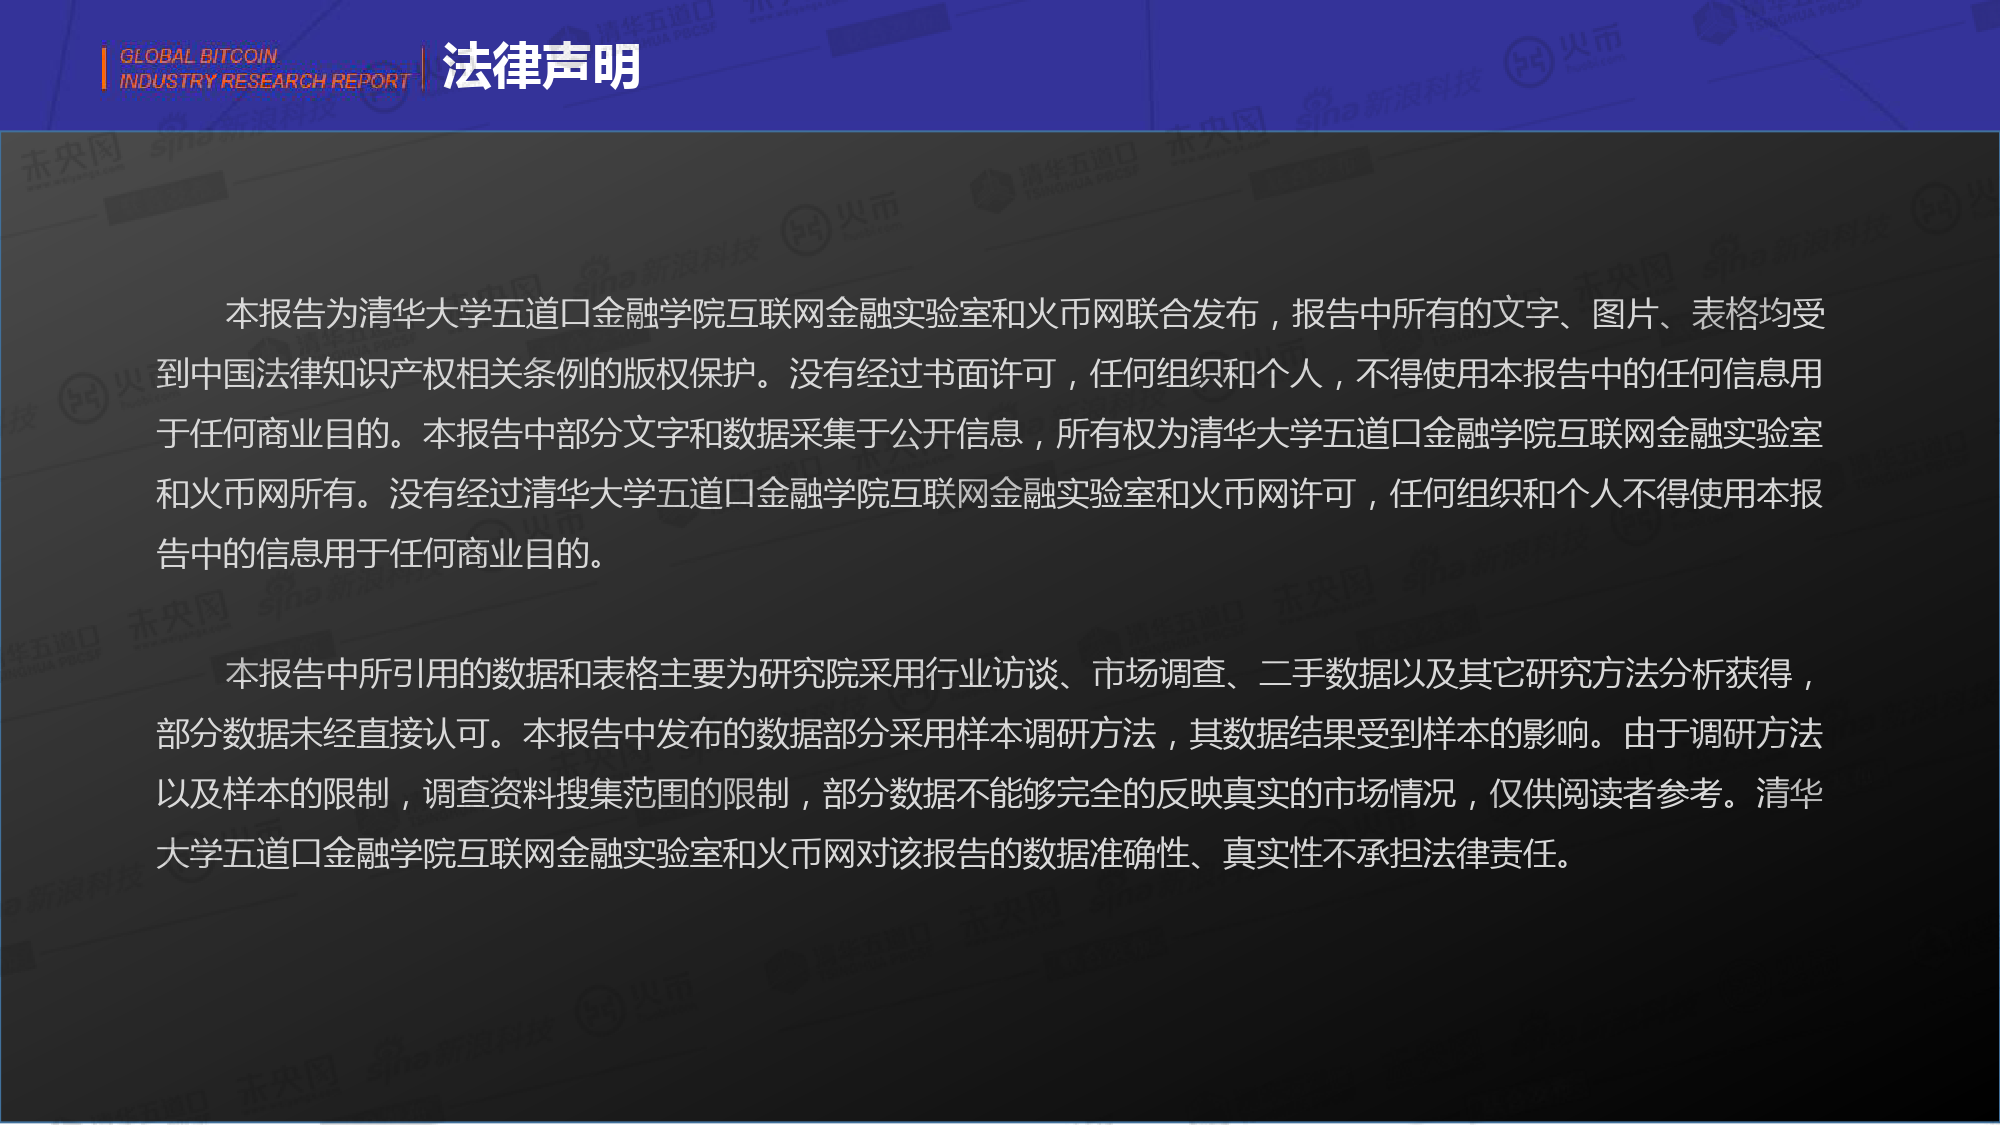 GLOBAL BITCOIN
INDUSTRY RESEARCH REPORT
法律声明
本报告为清华大学五道口金融学院互联网金融实验室和火币网联合发布，报告中所有的文字、图片、表格均受
到中国法律知识产权相关条例的版权保护。没有经过书面许可，任何组织和个人，不得使用本报告中的任何信息用
于任何商业目的。本报告中部分文字和数据采集于公开信息，所有权为清华大学五道口金融学院互联网金融实验室
和火币网所有。没有经过清华大学五道口金融学院互联网金融实验室和火币网许可，任何组织和个人不得使用本报
告中的信息用于任何商业目的。
本报告中所引用的数据和表格主要为研究院采用行业访谈、市场调查、二手数据以及其它研究方法分析获得，
部分数据未经直接认可。本报告中发布的数据部分采用样本调研方法，其数据结果受到样本的影响。由于调研方法
以及样本的限制，调查资料搜集范围的限制，部分数据不能够完全的反映真实的市场情况，仅供阅读者参考。清华
大学五道口金融学院互联网金融实验室和火币网对该报告的数据准确性、真实性不承担法律责任。
未央网
sina新浪科技
火币
清华五道口
TSINGHUA PBCSF